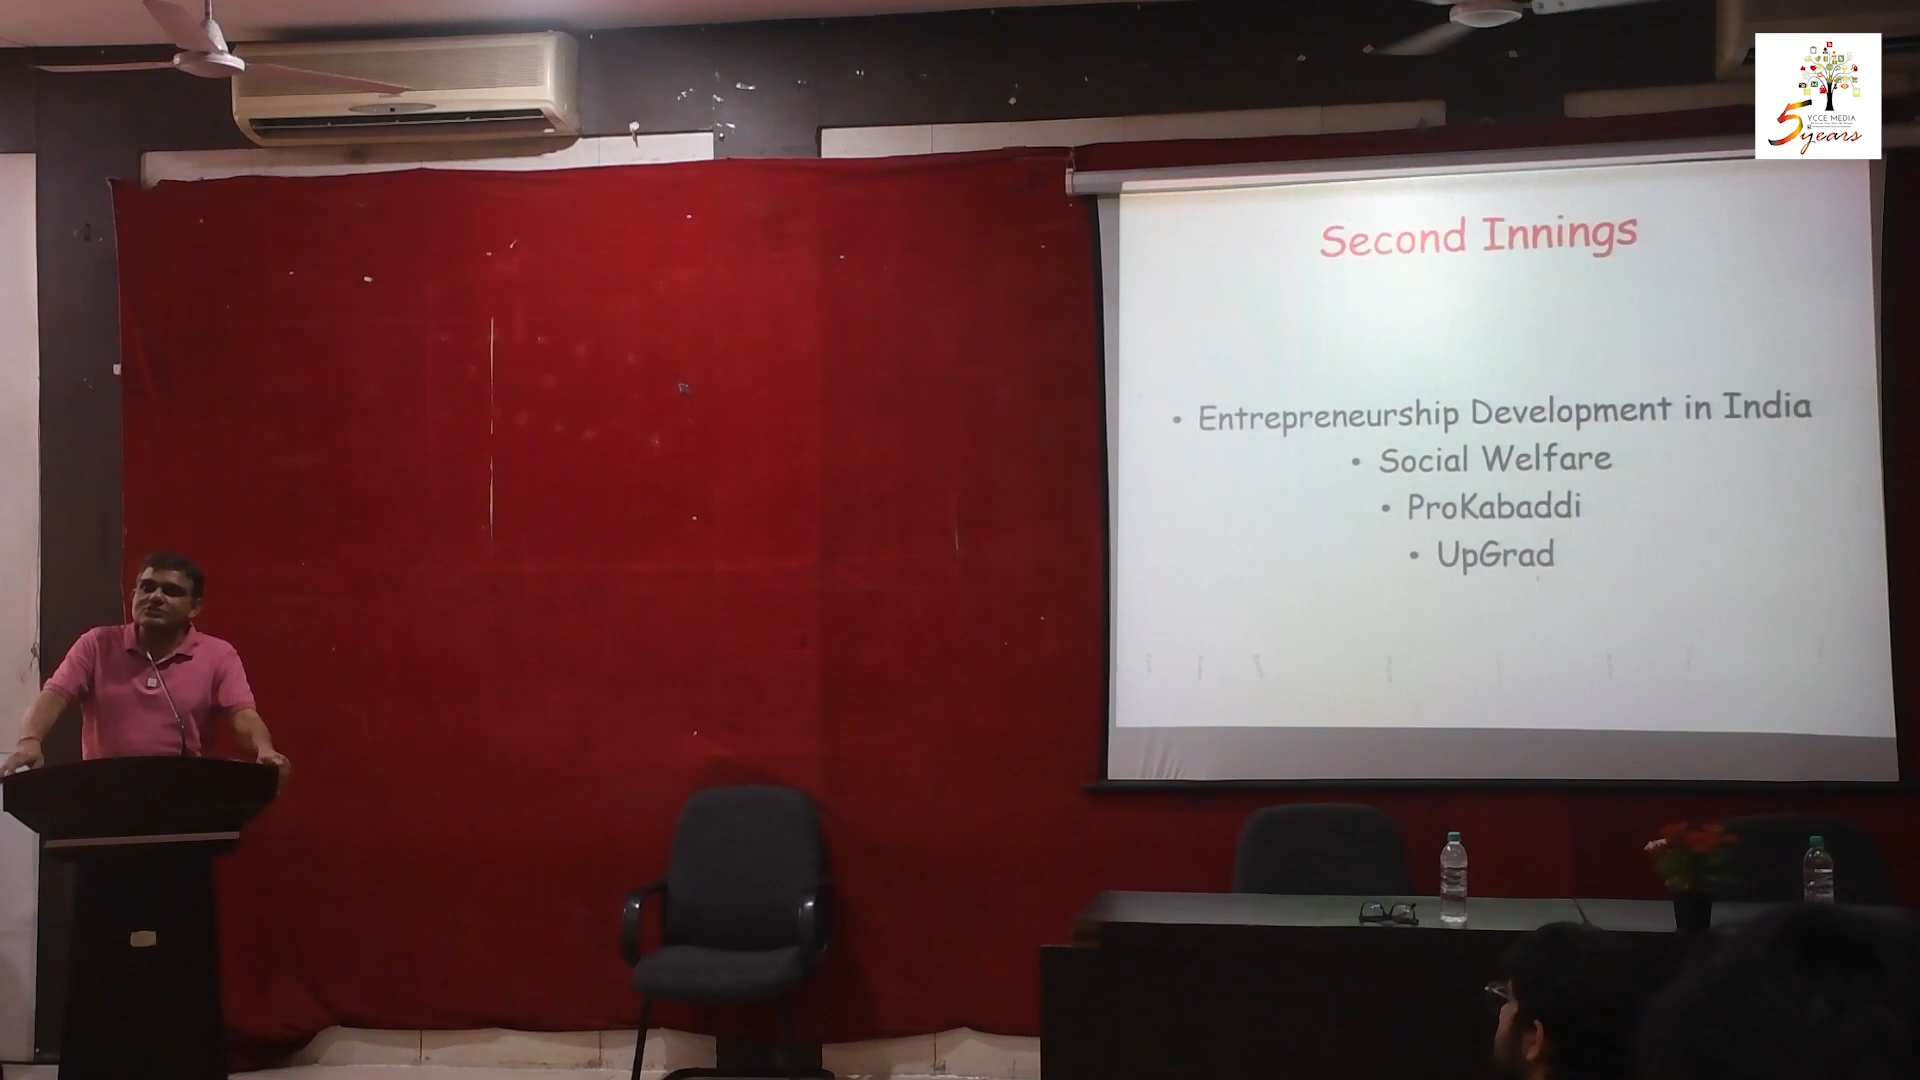 YCCE MEDIA
5 years
Second Innings
• Entrepreneurship Development in India
• Social Welfare
• ProKabaddi
• UpGrad